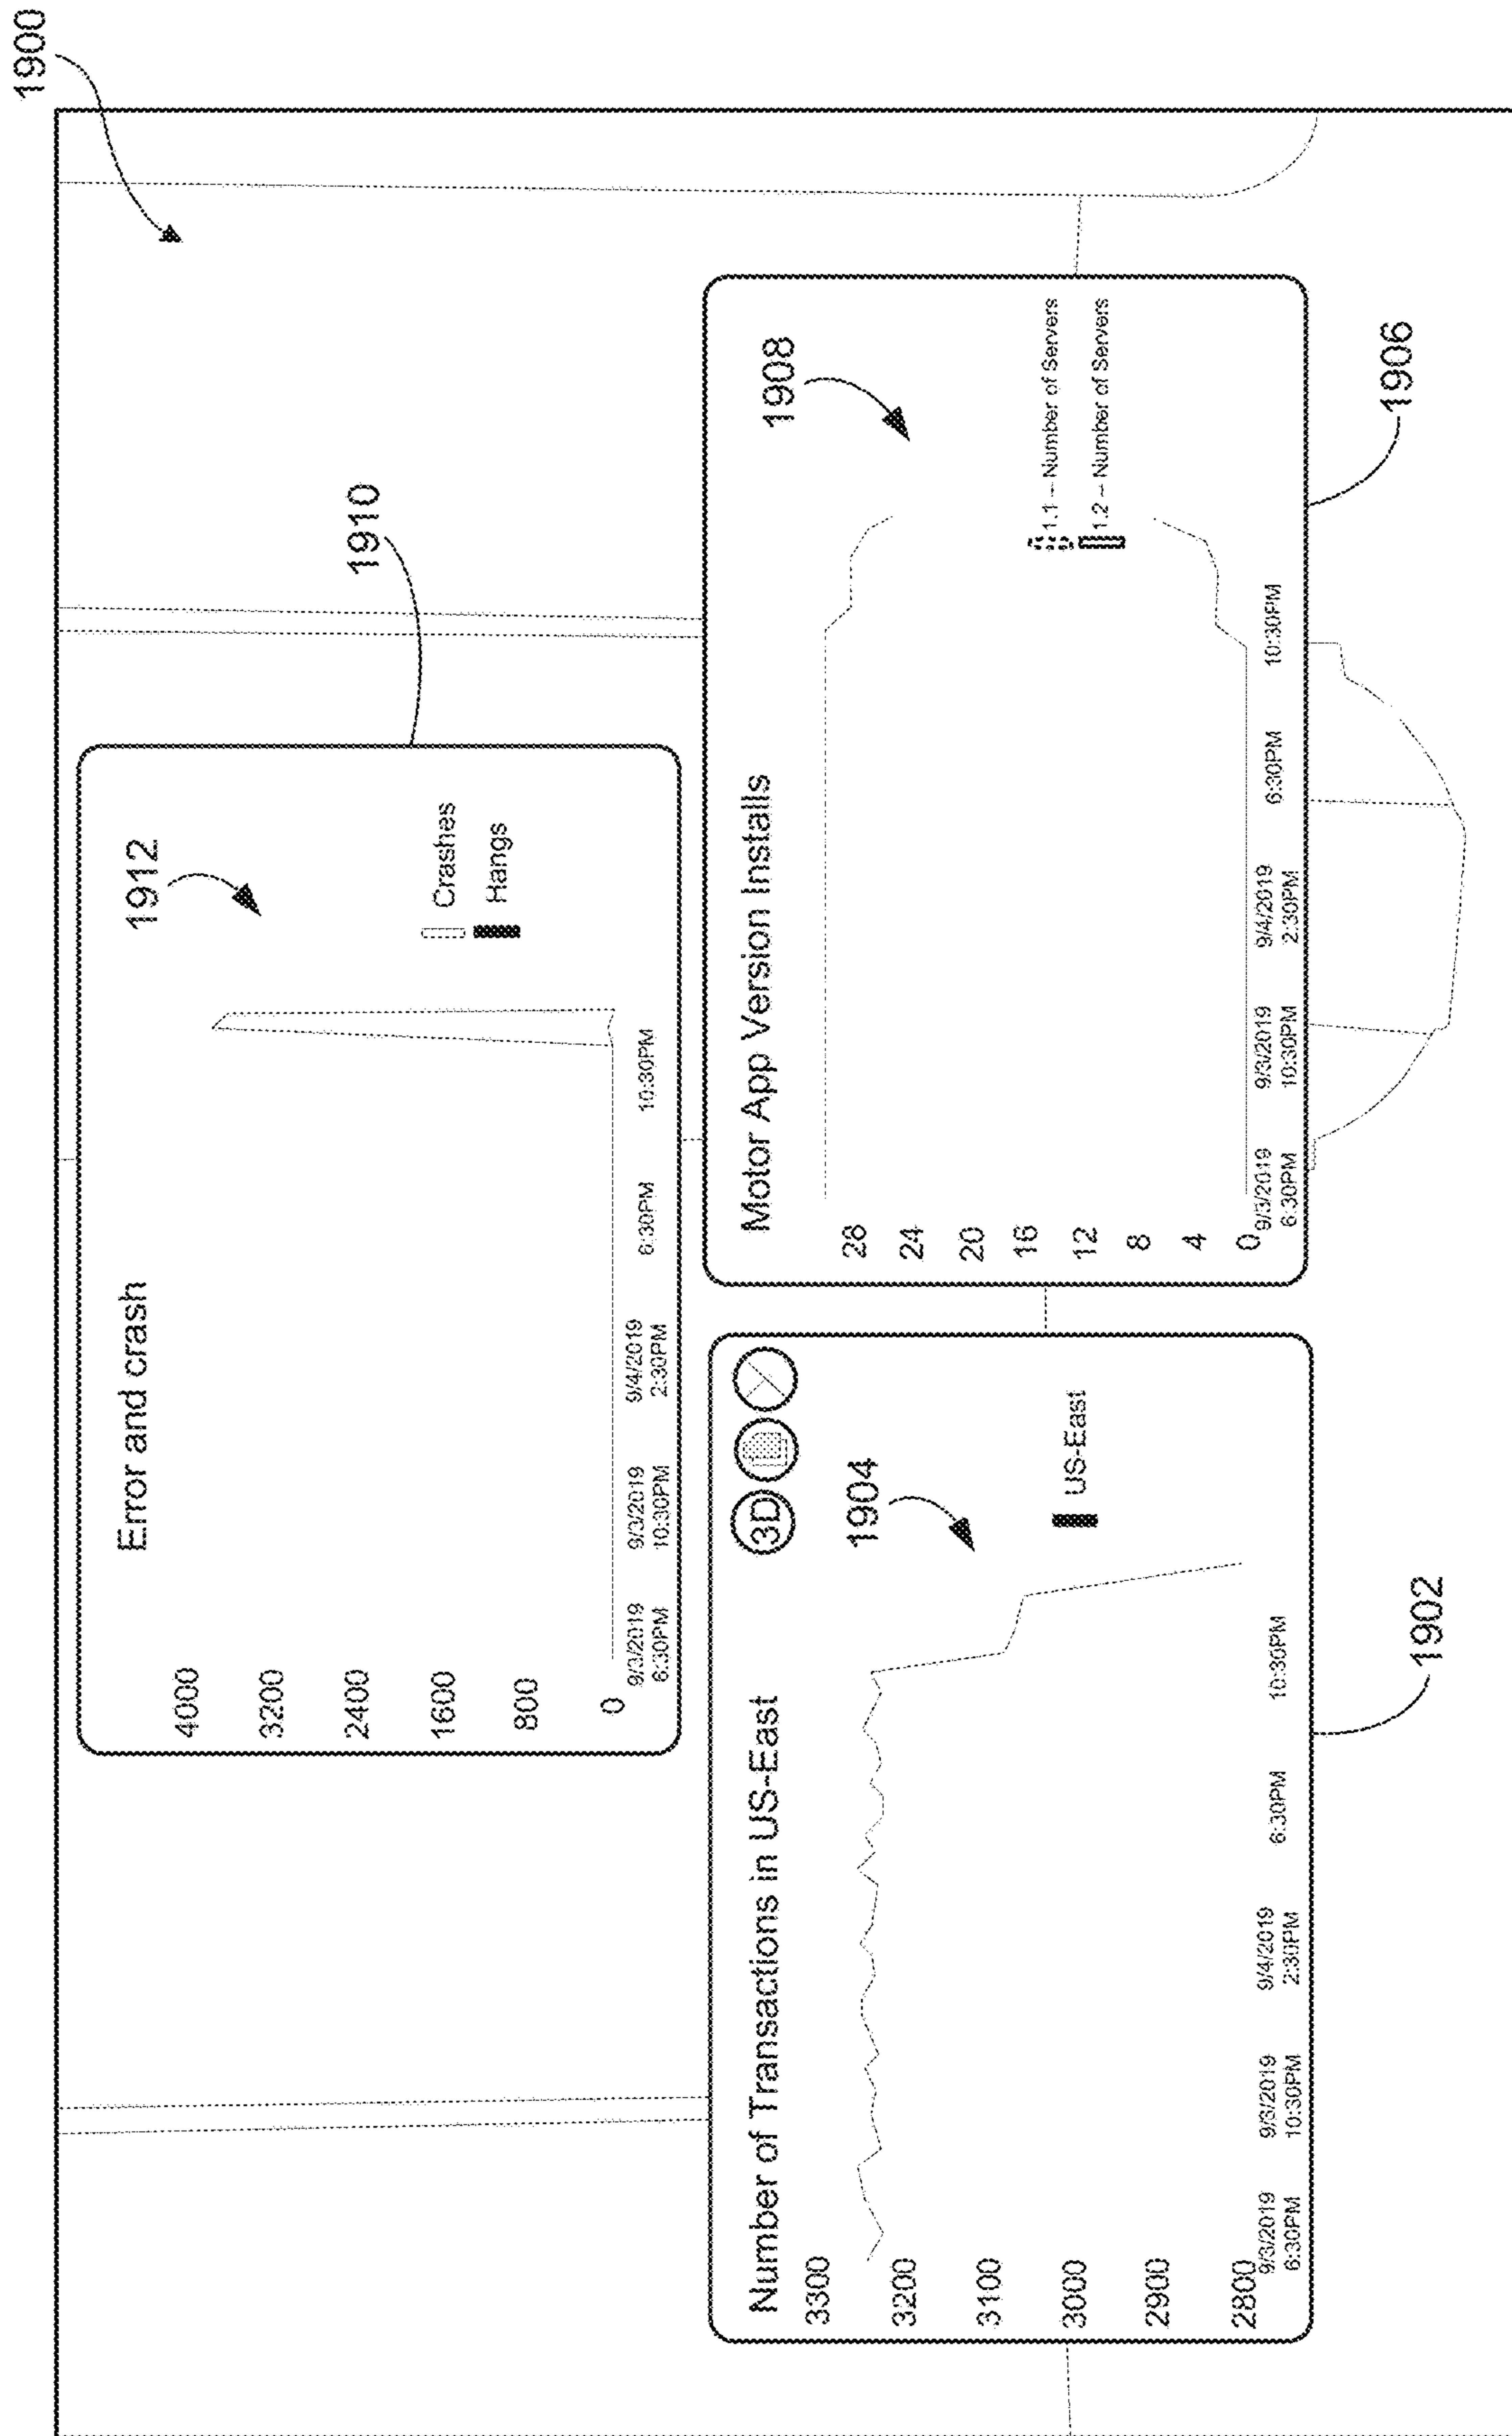 1900
Error and crash
1912
1910
4000
3200
2400
1600
800
0
Crashes
Hangs
9/3/2019
6:30PM
9/3/2019
10:30PM
9/4/2019
2:30PM
6:30PM
10:30PM
Number of Transactions in US-East
3D
1904
3300
3200
3100
3000
2900
2800
US-East
9/3/2019
6:30PM
9/3/2019
10:30PM
9/4/2019
2:30PM
6:30PM
10:30PM
1902
Motor App Version Installs
1908
28
24
20
16
12
8
4
0
1.1 – Number of Servers
1.2 – Number of Servers
9/3/2019
6:30PM
9/3/2019
10:30PM
9/4/2019
2:30PM
6:30PM
10:30PM
1906